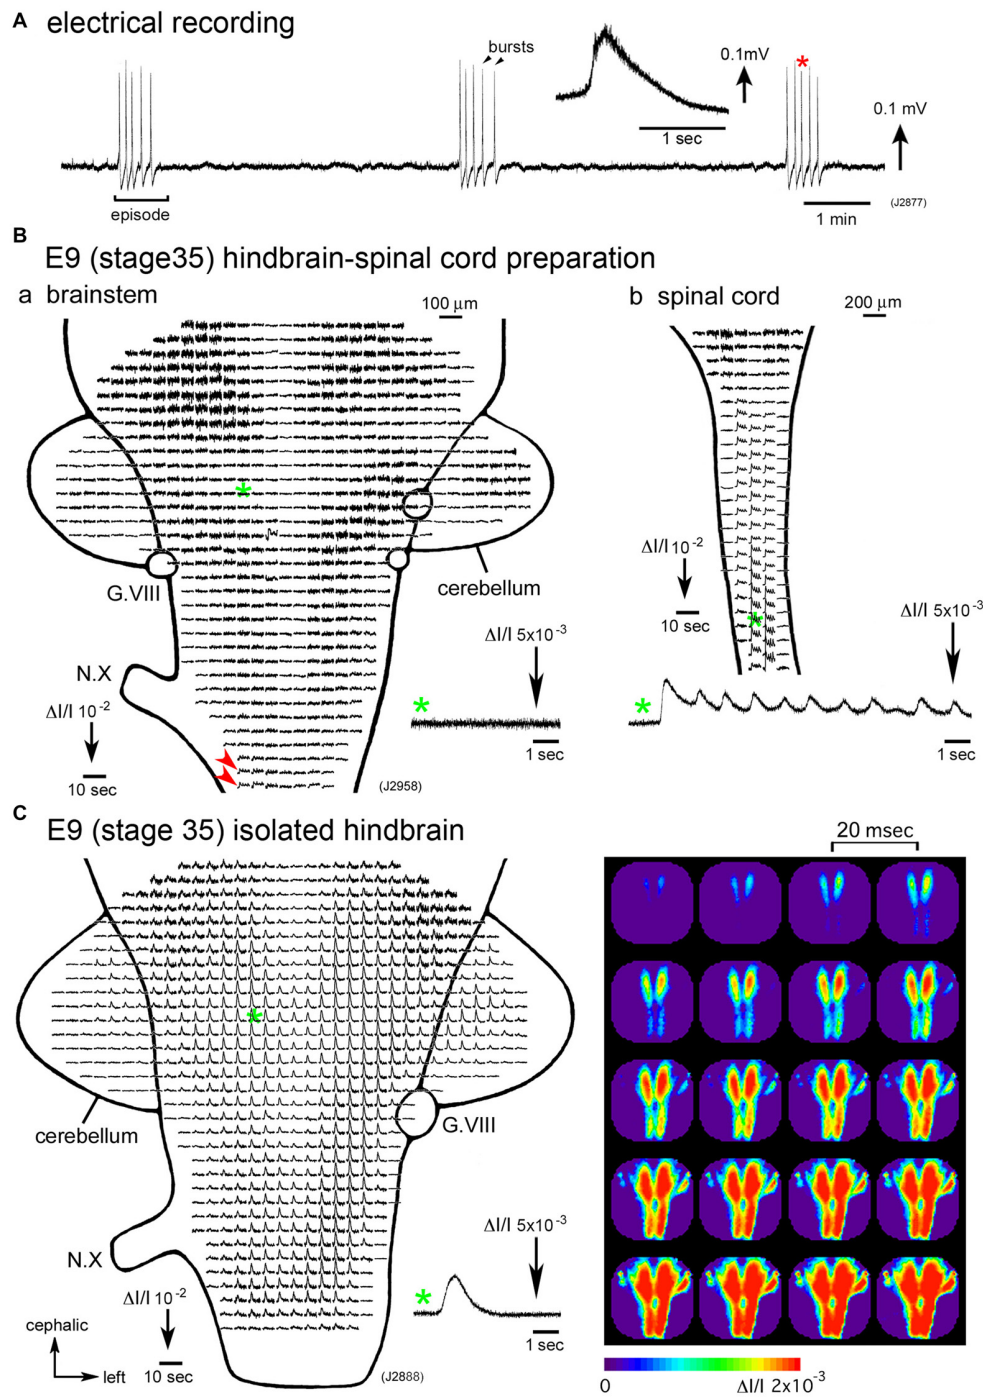 A electrical recording
bursts
0.1mV
*
0.1 mV
1 sec
episode
1 min
(J2877)
B
E9 (stage35) hindbrain-spinal cord preparation
a brainstem
100 μm
b spinal cord
200 μm
*
G.VIII
cerebellum
ΔI/I 10-2
10 sec
*
ΔI/I 5x10-3
ΔI/I 5x10-3
N.X
ΔI/I 10-2
10 sec
*
1 sec
(J2958)
*
1 sec
C
E9 (stage 35) isolated hindbrain
20 msec
*
cerebellum
G.VIII
N.X
ΔI/I 5x10-3
ΔI/I 10-2
*
cephalic
left
10 sec
(J2888)
1 sec
0
ΔI/I 2x10-3